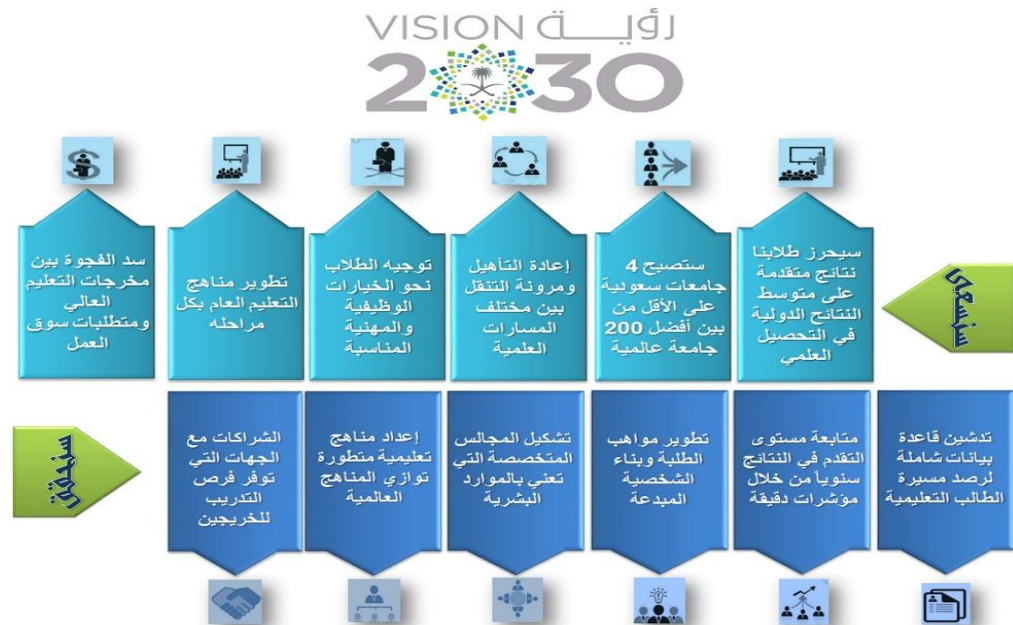 VISION رؤيـة
2030
سنسعى
سيحرز طلابنا
نتائج متقدمة
على متوسط
النتائج الدولية
في التحصيل
العلمي
ستصبح 4
جامعات سعودية
على الأقل من
بين أفضل 200
جامعة عالمية
إعادة التأهيل
ومرونة التنقل
بين مختلف
المسارات
العلمية
توجيه الطلاب
نحو الخيارات
الوظيفية
والمهنية
المناسبة
تطوير مناهج
التعليم العام بكل
مراحله
سد الفجوة بين
مخرجات التعليم
العالي
ومتطلبات سوق
العمل
تدشين قاعدة
بيانات شاملة
لرصد مسيرة
الطالب التعليمية
متابعة مستوى
التقدم في النتائج
سنوياً من خلال
مؤشرات دقيقة
تطوير مواهب
الطلبة وبناء
الشخصية
المبدعة
تشكيل المجالس
المتخصصة التي
تعني بالموارد
البشرية
إعداد مناهج
تعليمية متطورة
توازي المناهج
العالمية
الشراكات مع
الجهات التي
توفر فرص
التدريب
للخريجين
سنحقق